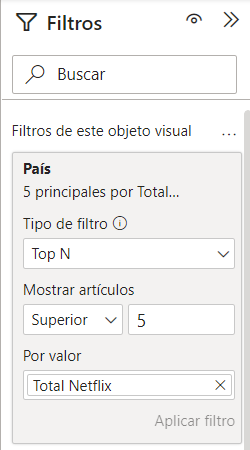 Filtros
Buscar
Filtros de este objeto visual ...
País
5 principales por Total...
Tipo de filtro
Top N
Mostrar artículos
Superior 5
Por valor
Total Netflix
Aplicar filtro